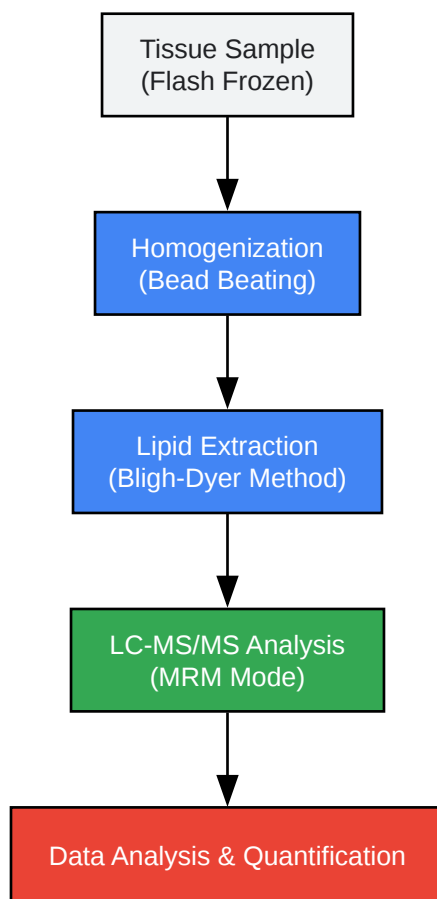 Tissue Sample
(Flash Frozen)
Homogenization
(Bead Beating)
Lipid Extraction
(Bligh-Dyer Method)
LC-MS/MS Analysis
(MRM Mode)
Data Analysis & Quantification